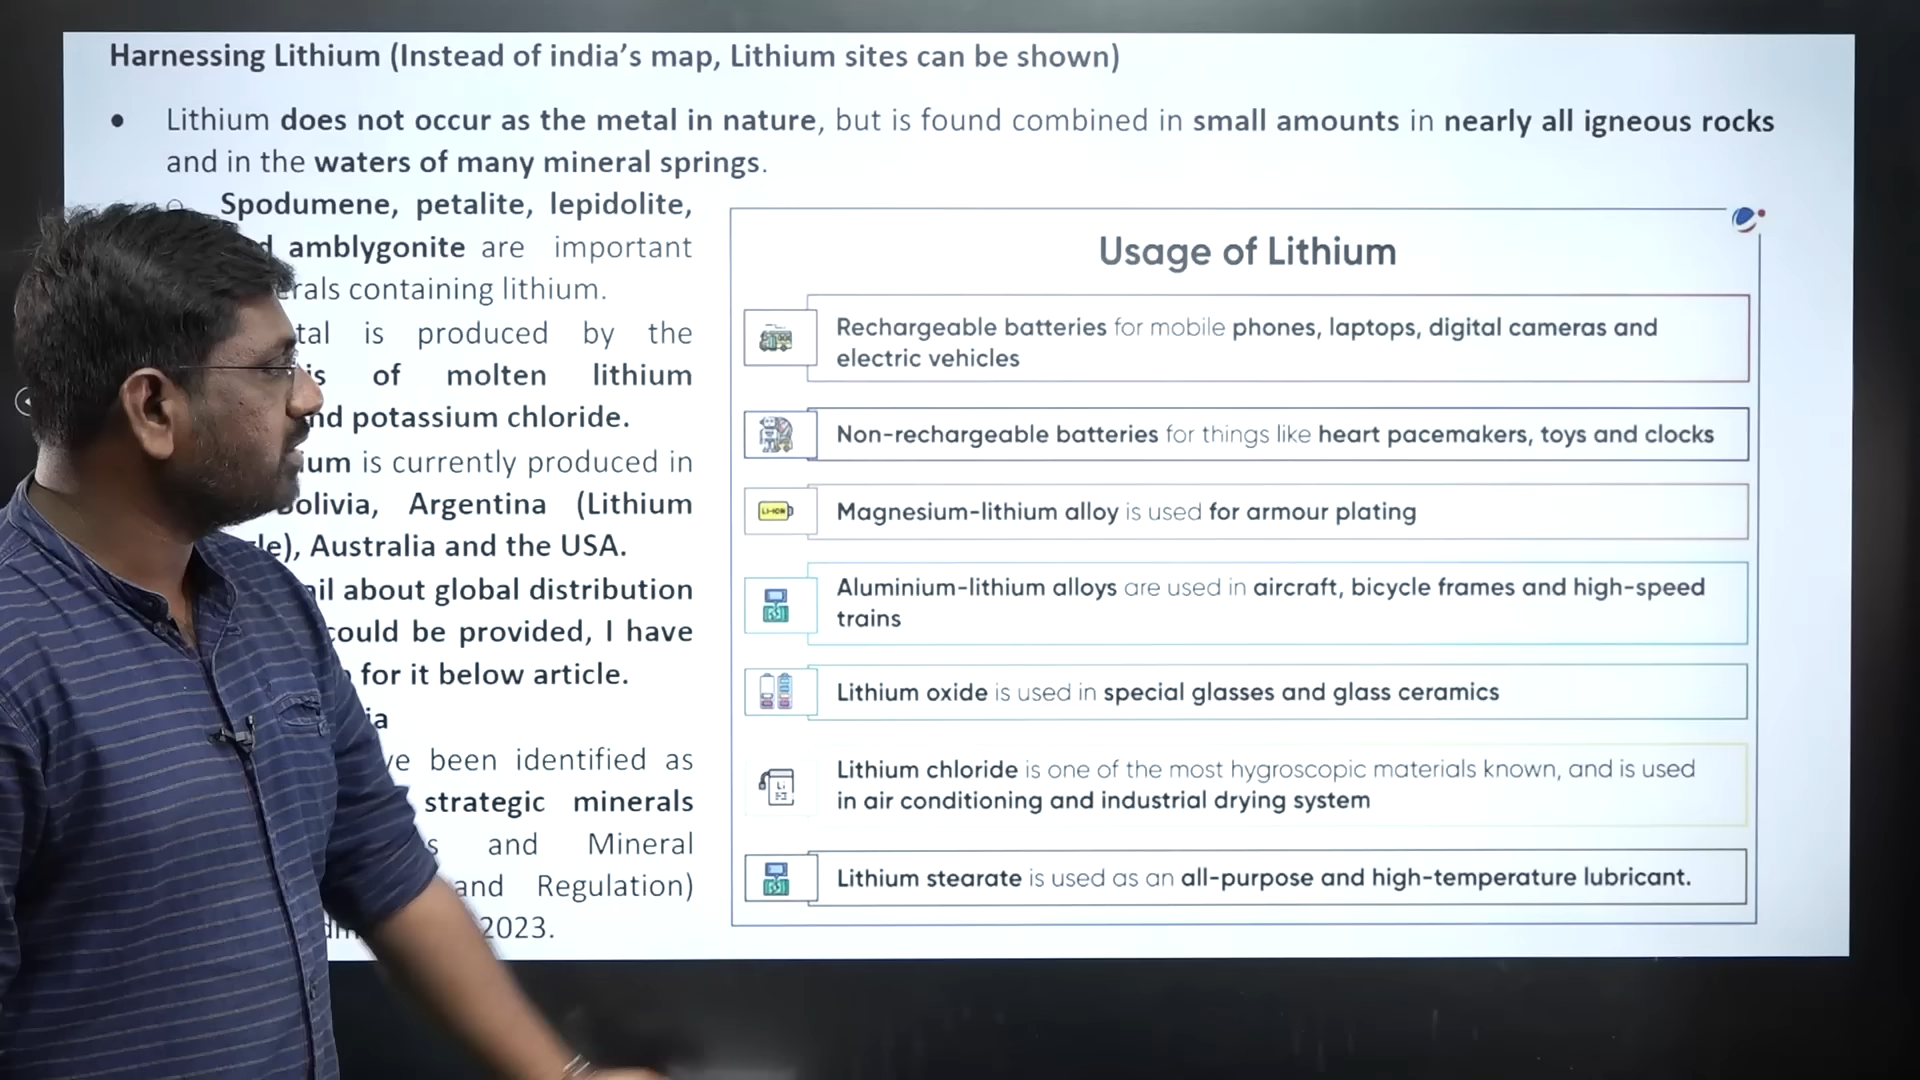 Harnessing Lithium (Instead of india's map, Lithium sites can be shown)
• Lithium does not occur as the metal in nature, but is found combined in small amounts in nearly all igneous rocks
and in the waters of many mineral springs.
Spodumene, petalite, lepidolite,
amblygonite are important
containing lithium.
is produced by the
of molten lithium
potassium chloride.
is currently produced in
Bolivia, Argentina (Lithium
Australia and the USA.
about global distribution
could be provided, I have
for it below article.
been identified as
strategic minerals
and Mineral
and Regulation)
2023.
Usage of Lithium
Rechargeable batteries for mobile phones, laptops, digital cameras and
electric vehicles
Non-rechargeable batteries for things like heart pacemakers, toys and clocks
LI-ION
Magnesium-lithium alloy is used for armour plating
Aluminium-lithium alloys are used in aircraft, bicycle frames and high-speed
trains
Lithium oxide is used in special glasses and glass ceramics
Li
Lithium chloride is one of the most hygroscopic materials known, and is used
in air conditioning and industrial drying system
Lithium stearate is used as an all-purpose and high-temperature lubricant.